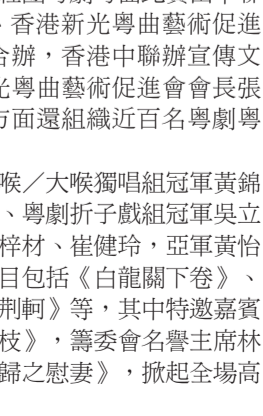 香港新光粵曲藝術促進
合辦，香港中聯辦宣傳文
光粵曲藝術促進會會長張
方面還組織近百名粵劇粵
喉／大喉獨唱組冠軍黃錦
、粵劇折子戲組冠軍吳立
梓材、崔健玲，亞軍黃怡
目包括《白龍關下卷》、
荊軻》等，其中特邀嘉賓
枝》，籌委會名譽主席林
歸之慰妻》，掀起全場高